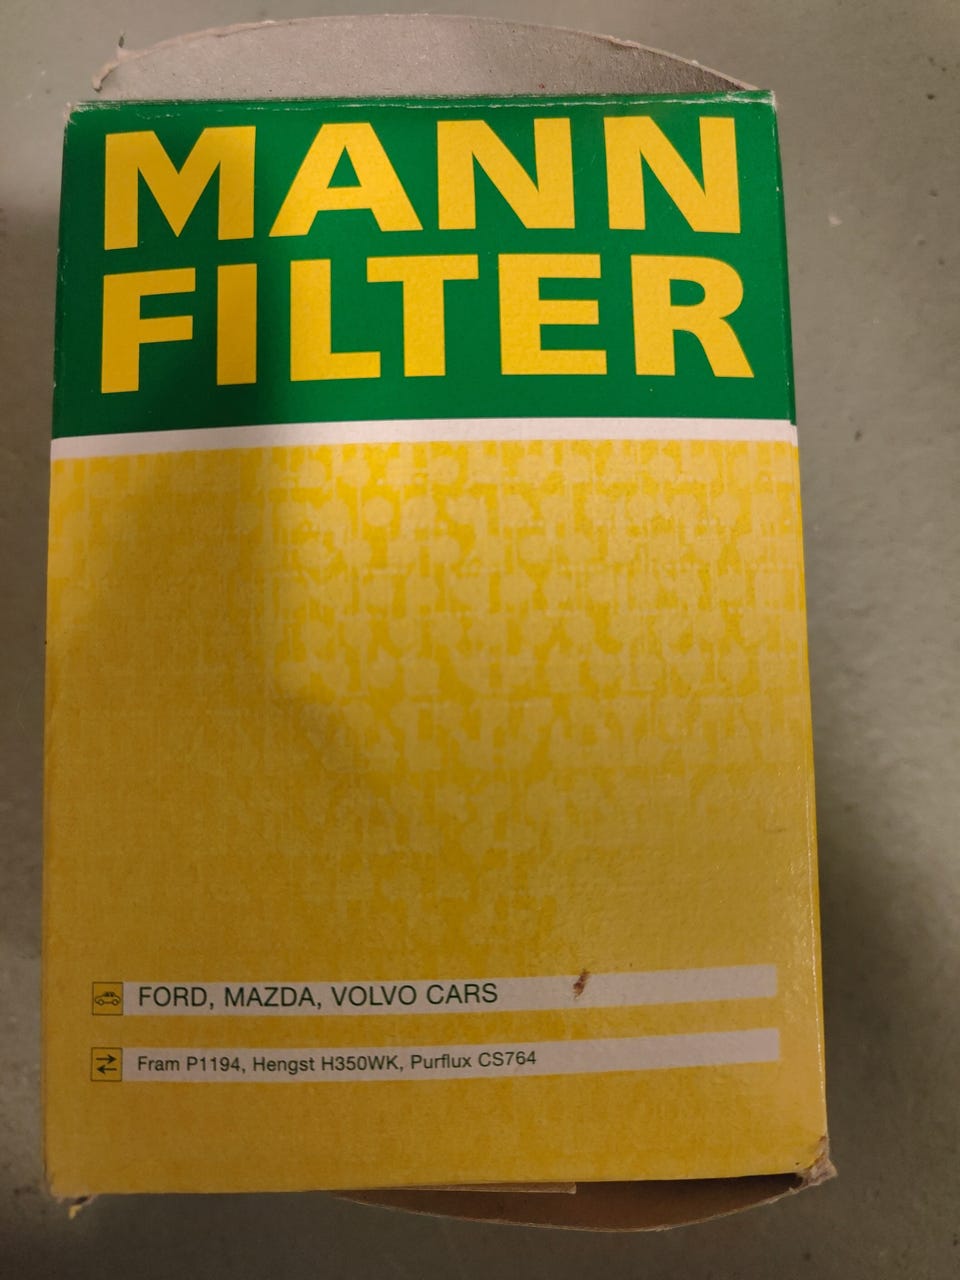 MANN
FILTER
FORD, MAZDA, VOLVO CARS
Fram P1194, Hengst H350WK, Purflux CS764